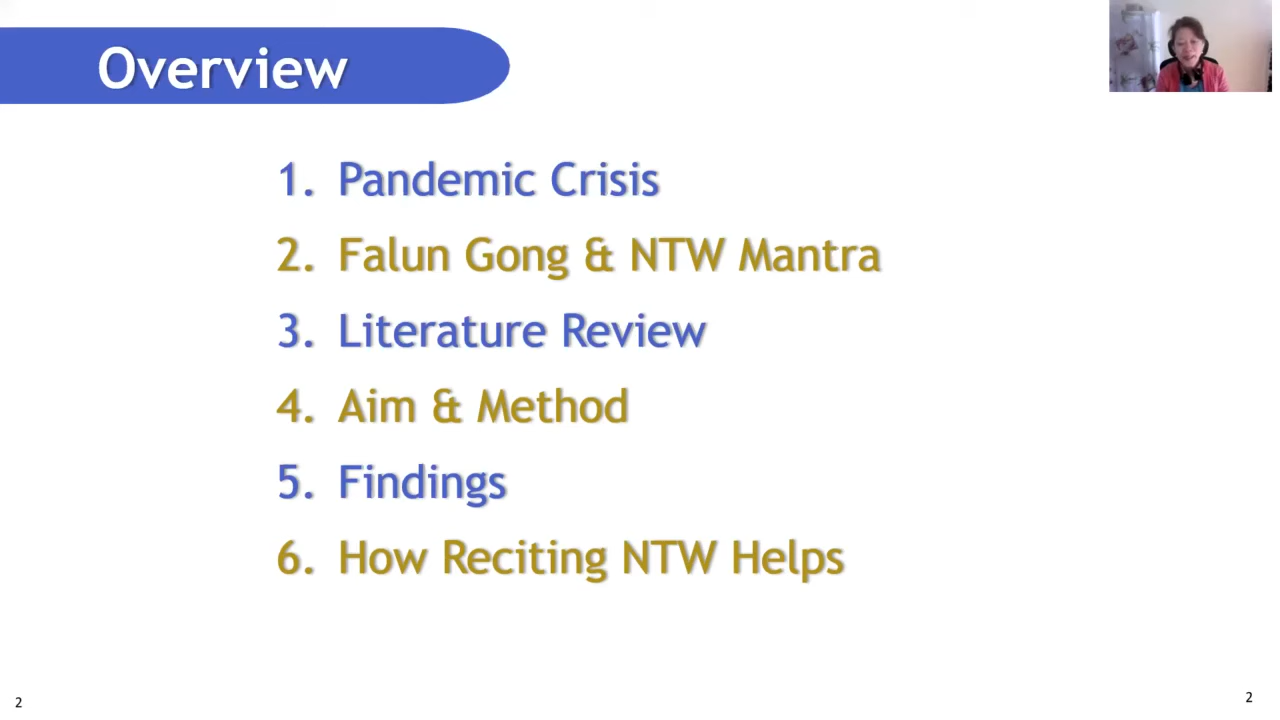 Overview
1. Pandemic Crisis
2. Falun Gong & NTW Mantra
3. Literature Review
4. Aim & Method
5. Findings
6. How Reciting NTW Helps
2
2